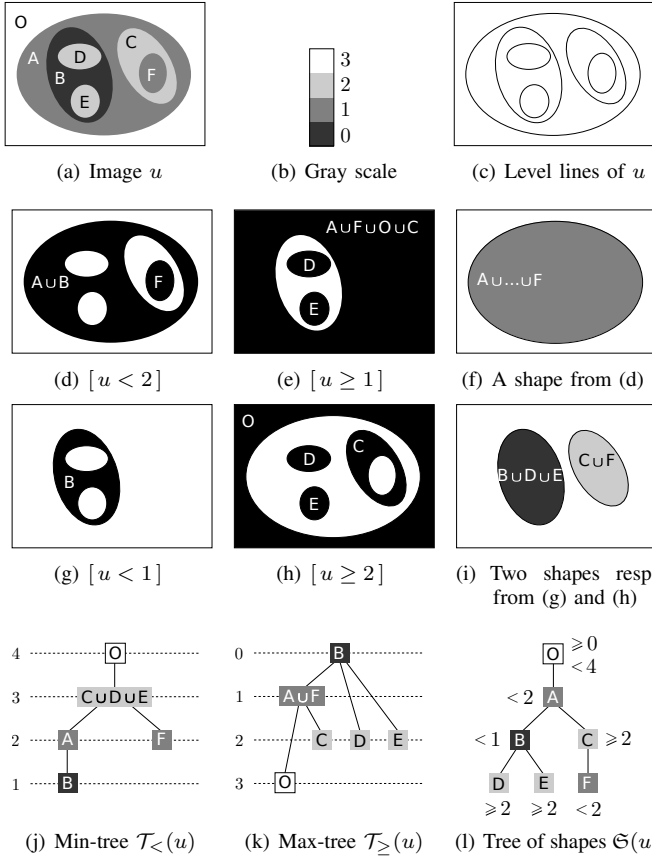 O
A
B
C
D
E
F
3
2
1
0
(a) Image u
(b) Gray scale
(c) Level lines of u
A∪B
F
A∪F∪O∪C
D
E
A∪...∪F
(d) [ u < 2 ]
(e) [ u ≥ 1 ]
(f) A shape from (d)
B
O
D
C
E
B∪D∪E
C∪F
(g) [ u < 1 ]
(h) [ u ≥ 2 ]
(i) Two shapes resp
from (g) and (h)
4
O
3
C∪D∪E
2
A
F
1
B
0
B
1
A∪F
2
C
D
E
3
O
O
⩾0
<4
<2
A
<1
B
C
⩾2
D
E
F
⩾2
⩾2
<2
(j) Min-tree 𝒯<(u)
(k) Max-tree 𝒯≥(u)
(l) Tree of shapes 𝔖(u